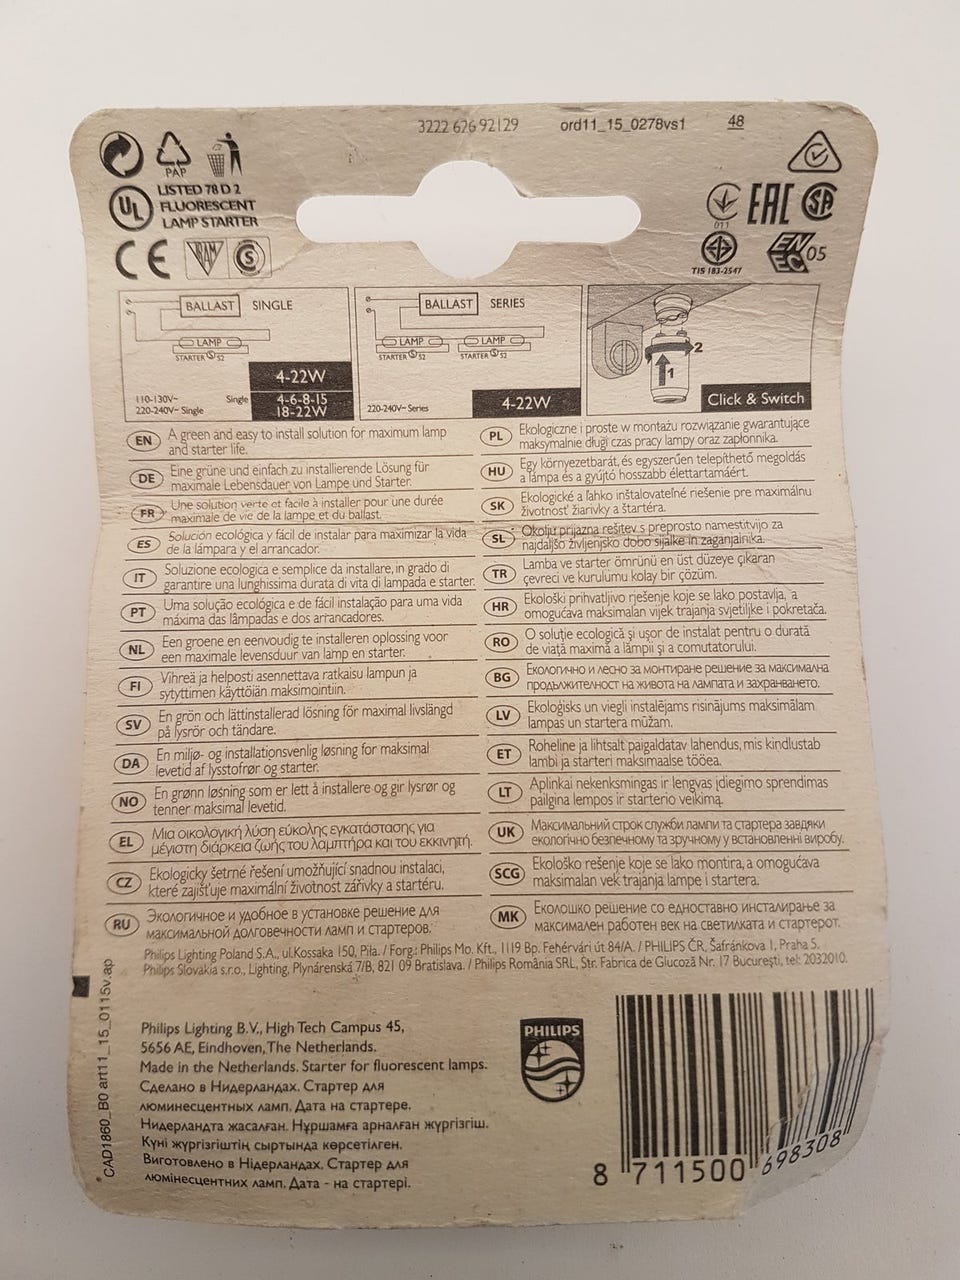 3222 626 92129 ord11_15_0278vs1 48
PAP
UL LISTED 78 D 2
FLUORESCENT
LAMP STARTER
011 EAC SA
TIS 183-2547 ENEC 05
CE
BALLAST SINGLE
LAMP
STARTER S2
4-22W
110-130V~ Single 4-6-8-15
220-240V~ Single 18-22W
BALLAST SERIES
LAMP LAMP
STARTER S2 STARTER S2
220-240V~ Series 4-22W
1 2
Click & Switch
EN A green and easy to install solution for maximum lamp
and starter life.
DE Eine grüne und einfach zu installierende Lösung für
maximale Lebensdauer von Lampe und Starter.
FR Une solution verte et facile à installer pour une durée
maximale de vie de la lampe et du ballast.
ES Solución ecológica y fácil de instalar para maximizar la vida
de la lámpara y el arrancador.
IT Soluzione ecologica e semplice da installare, in grado di
garantire una lunghissima durata di vita di lampada e starter.
PT Uma solução ecológica e de fácil instalação para uma vida
máxima das lâmpadas e dos arrancadores.
NL Een groene en eenvoudig te installeren oplossing voor
een maximale levensduur van lamp en starter.
FI Vihreä ja helposti asennettava ratkaisu lampun ja
sytyttimen käyttöiän maksimointiin.
SV En grön och lättinstallerad lösning för maximal livslängd
på lysrör och tändare.
DA En miljø- og installationsvenlig løsning for maksimal
levetid af lysstofrør og starter.
NO En grønn løsning som er lett å installere og gir lysrør og
tenner maksimal levetid.
EL Μια οικολογική λύση εύκολης εγκατάστασης για
μέγιστη διάρκεια ζωής του λαμπτήρα και του εκκινητή.
CZ Ekologicky šetrné řešení umožňující snadnou instalaci,
které zajišťuje maximální životnost zářivky a startéru.
RU Экологичное и удобное в установке решение для
максимальной долговечности ламп и стартеров.
PL Ekologiczne i proste w montażu rozwiązanie gwarantujące
maksymalnie długi czas pracy lampy oraz zapłonnika.
HU Egy környezetbarát, és egyszerűen telepíthető megoldás
a lámpa és a gyújtó hosszabb élettartamáért.
SK Ekologické a ľahko inštalovateľné riešenie pre maximálnu
životnosť žiarivky a štartéra.
SL Okolju prijazna rešitev s preprosto namestitvijo za
najdaljšo življenjsko dobo sijalke in zaganjalnika.
TR Lamba ve starter ömrünü en üst düzeye çıkaran
çevreci ve kurulumu kolay bir çözüm.
HR Ekološki prihvatljivo rješenje koje se lako postavlja, a
omogućava maksimalan vijek trajanja svjetiljke i pokretača.
RO O soluție ecologică și ușor de instalat pentru o durată
de viață maximă a lămpii și a comutatorului.
BG Екологично и лесно за монтиране решение за максимална
продължителност на живота на лампата и захранването.
LV Ekoloģisks un viegli instalējams risinājums maksimālam
lampas un startera mūžam.
ET Roheline ja lihtsalt paigaldatav lahendus, mis kindlustab
lambi ja starteri maksimaalse tööea.
LT Aplinkai nekenksmingas ir lengvas įdiegimo sprendimas
pailgina lempos ir starterio veikimą.
UK Максимальний строк служби лампи та стартера завдяки
екологічно безпечному та зручному у встановленні виробу.
SCG Ekološko rešenje koje se lako montira, a omogućava
maksimalan vek trajanja lampe i startera.
MK Еколошко решение со едноставно инсталирање за
максимален работен век на светилката и стартерот.
Philips Lighting Poland S.A., ul.Kossaka 150, Piła. / Forg.: Philips Mo. Kft., 1119 Bp. Fehérvári út 84/A. / PHILIPS ČR, Šafránkova 1, Praha 5.
Philips Slovakia s.r.o., Lighting, Plynárenská 7/B, 821 09 Bratislava. / Philips România SRL, Str. Fabrica de Glucoză Nr. 17 București, tel: 2032010.
CAD1860_B0 art11_15_0115v.ap
Philips Lighting B.V., High Tech Campus 45,
5656 AE, Eindhoven, The Netherlands.
Made in the Netherlands. Starter for fluorescent lamps.
Сделано в Нидерландах. Стартер для
люминесцентных ламп. Дата на стартере.
Нидерландта жасалған. Нұршамға арналған жүргізгіш.
Күні жүргізгіштің сыртында көрсетілген.
Виготовлено в Нідерландах. Стартер для
люмінесцентних ламп. Дата - на стартері.
PHILIPS
8 711500 698308